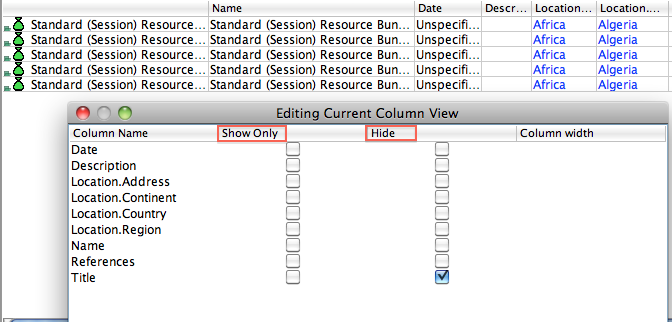 Name Date Descr... Location... Location....
Standard (Session) Resource... Standard (Session) Resource Bun... Unspecifi... Africa Algeria
Standard (Session) Resource... Standard (Session) Resource Bun... Unspecifi... Africa Algeria
Standard (Session) Resource... Standard (Session) Resource Bun... Unspecifi... Africa Algeria
Standard (Session) Resource... Standard (Session) Resource Bun... Unspecifi... Africa Algeria
Standard (Session) Resource... Standard (Session) Resource Bun... Unspecifi... Africa Algeria
Editing Current Column View
Column Name Show Only Hide Column width
Date
Description
Location.Address
Location.Continent
Location.Country
Location.Region
Name
References
Title